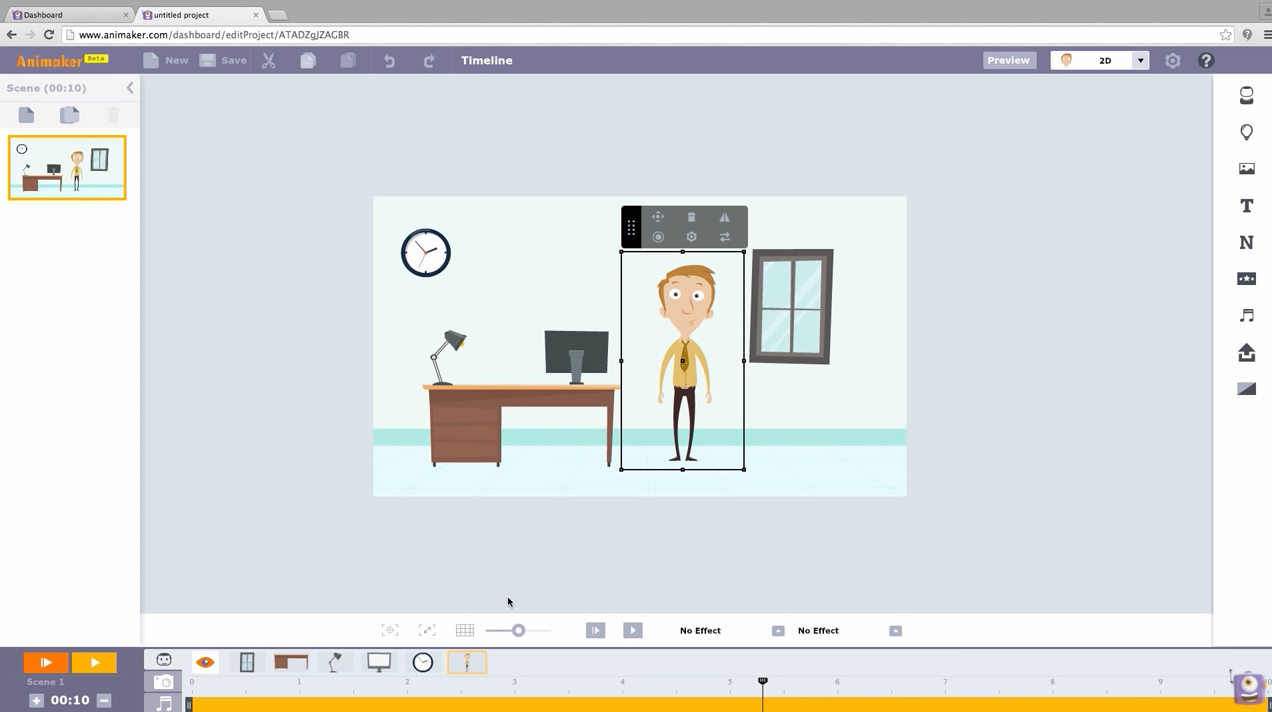 Dashboard
untitled project
www.animaker.com/dashboard/editProject/ATADZgJZAGBR
Animaker Beta
New
Save
Timeline
Preview
2D
Scene (00:10)
T
N
No Effect
No Effect
Scene 1
00:10
0 1 2 3 4 5 6 7 8 9